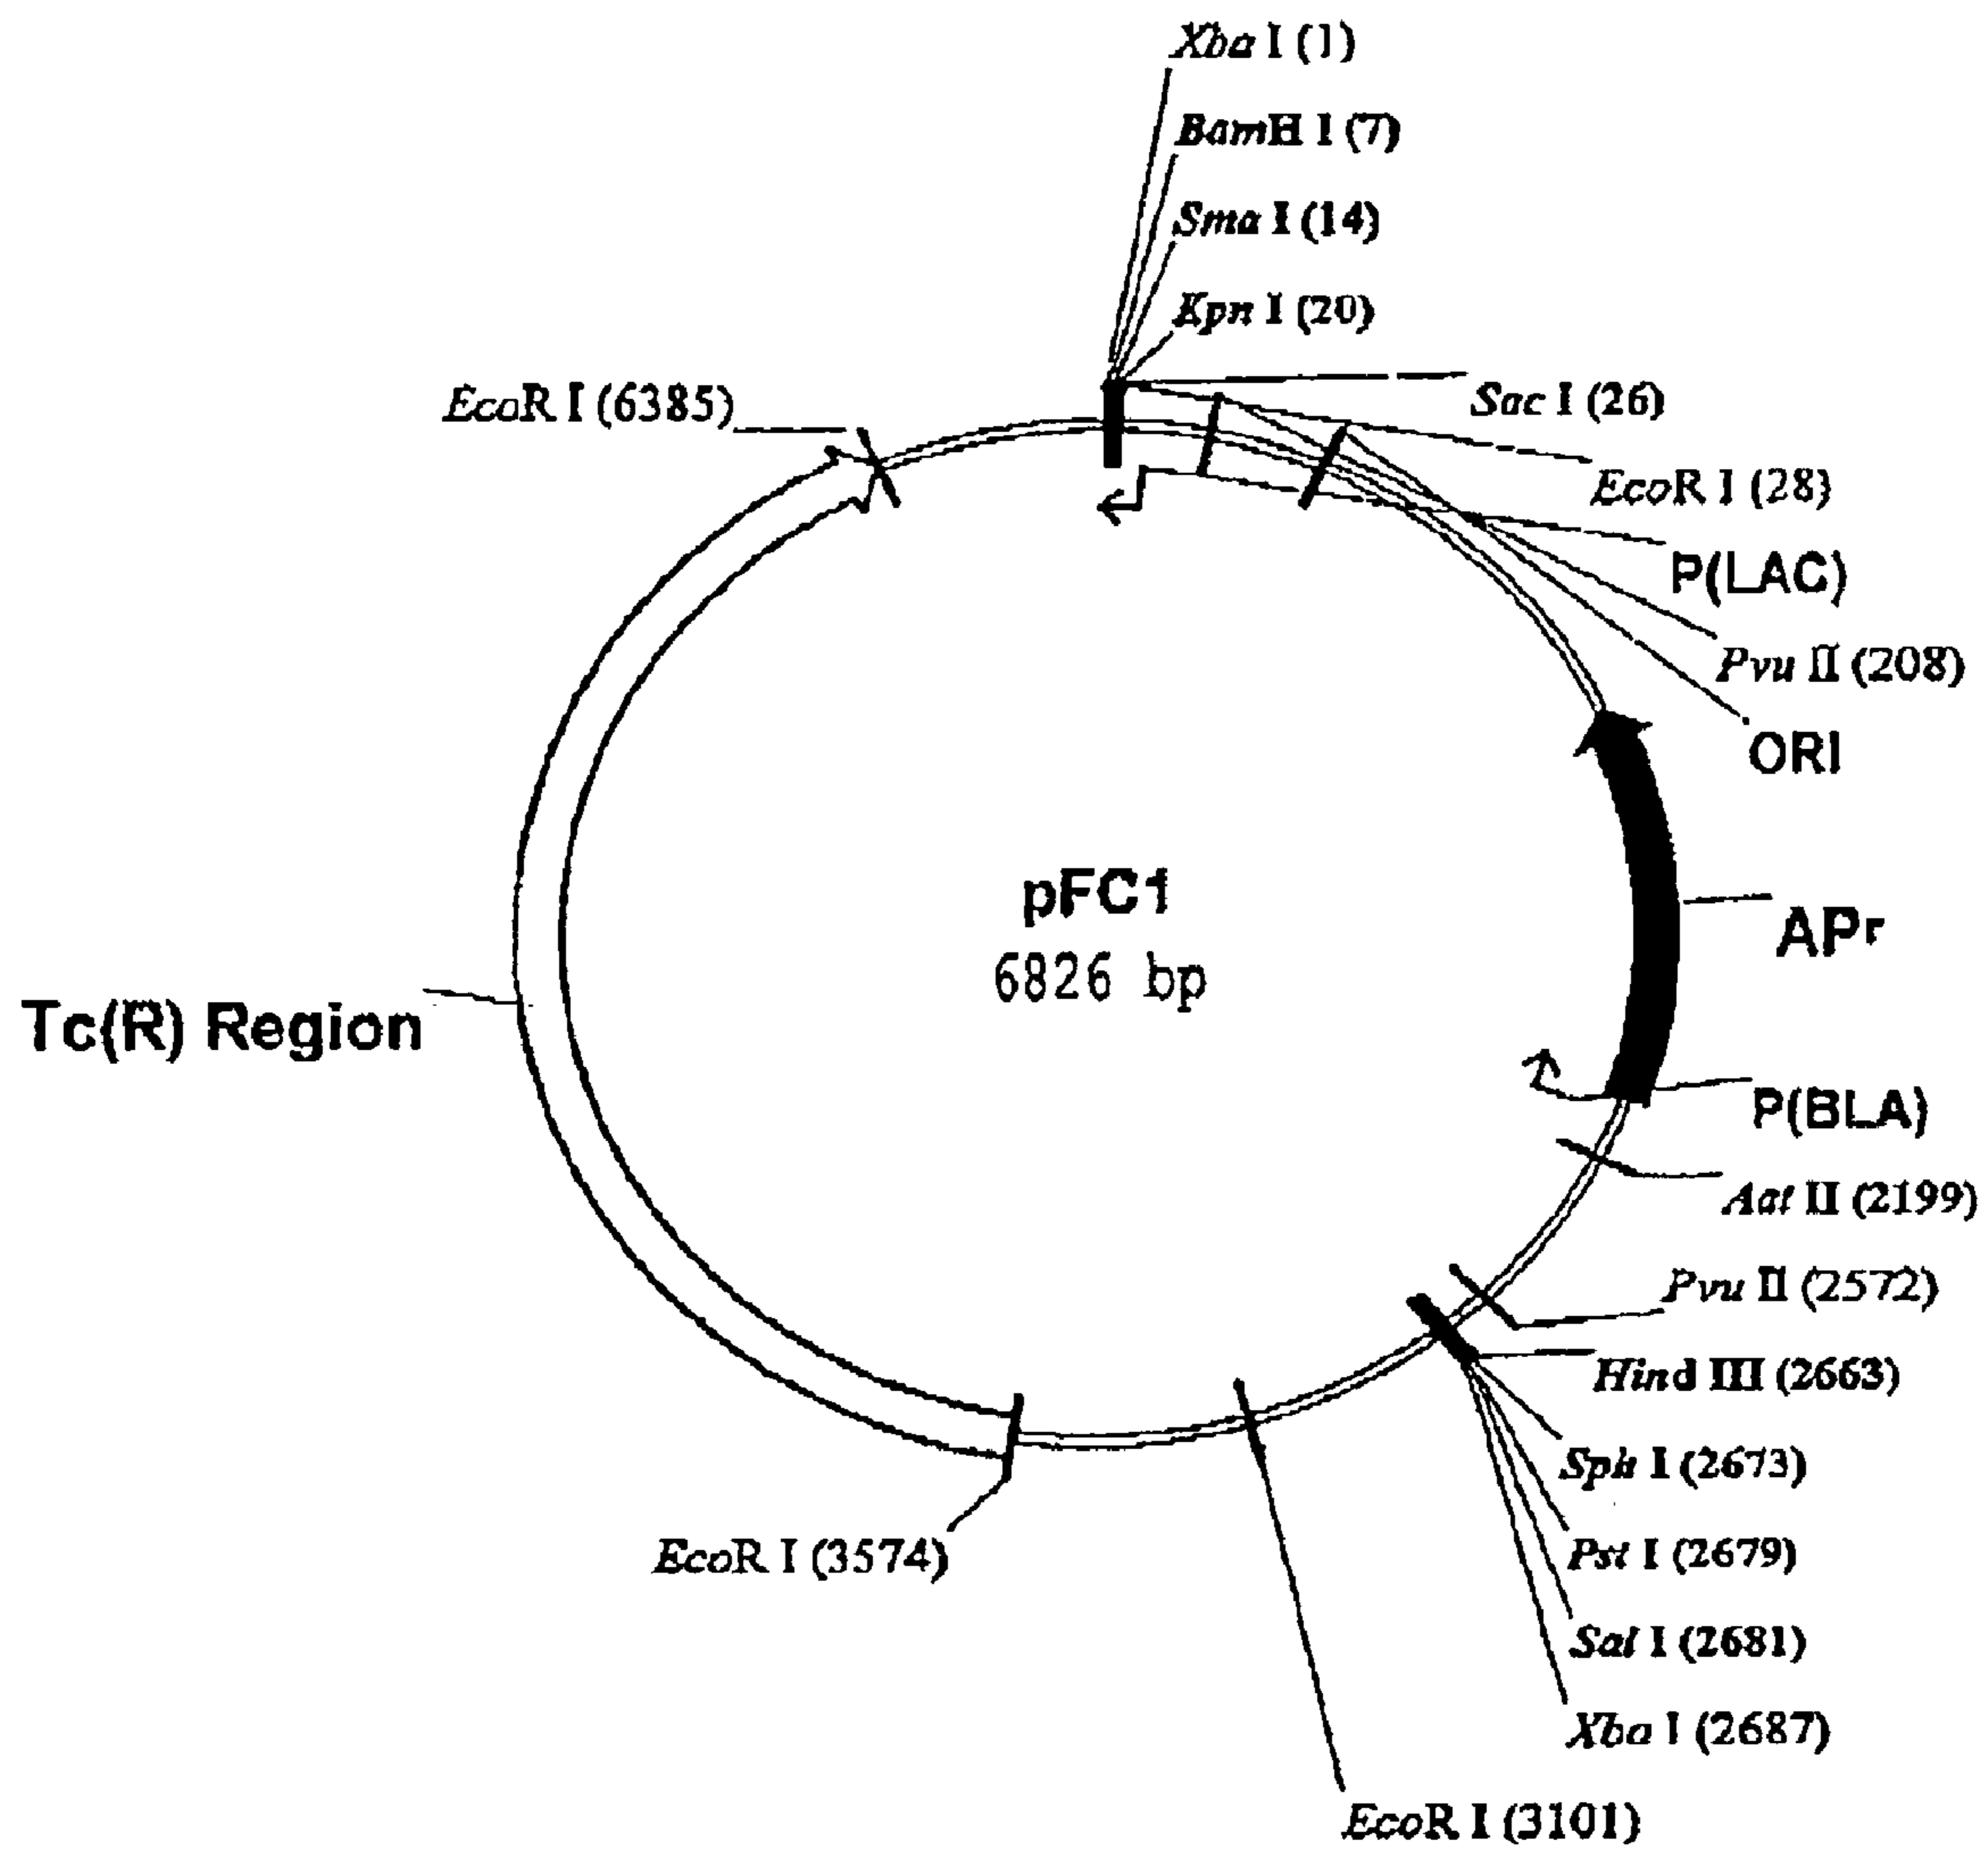 Xba I (1)
BamH I (7)
Sma I (14)
Kpn I (20)
Sac I (26)
EcoR I (6385)
EcoR I (28)
P(LAC)
Pvu II (208)
ORI
pFC1
6826 bp
APr
Tc(R) Region
P(BLA)
Aat II (2199)
Pvu II (2572)
Hind III (2663)
Sph I (2673)
Pst I (2679)
EcoR I (3574)
Sal I (2681)
Xba I (2687)
EcoR I (3101)